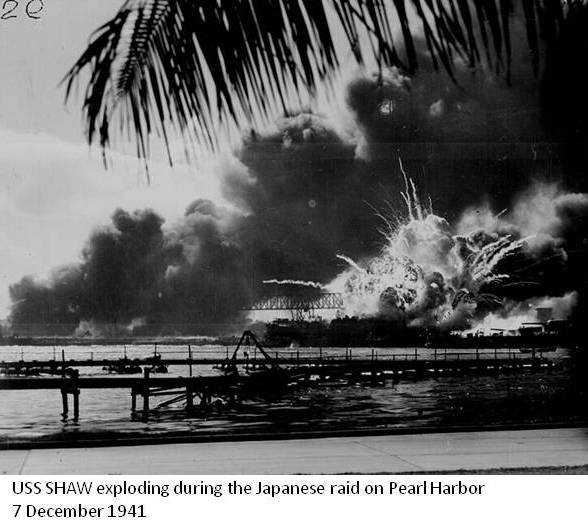 20
USS SHAW exploding during the Japanese raid on Pearl Harbor
7 December 1941